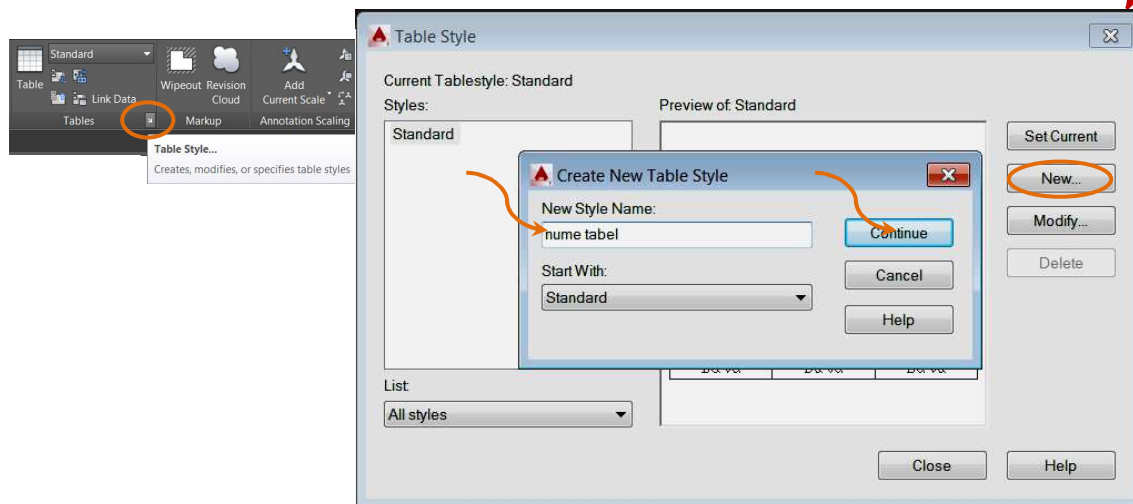 Standard
Table
Link Data
Wipeout Revision
Cloud
Add
Current Scale
Tables
Markup
Annotation Scaling
Table Style...
Creates, modifies, or specifies table styles
Table Style
Current Tablestyle: Standard
Styles:
Preview of: Standard
Standard
Set Current
New...
Modify...
Delete
Create New Table Style
New Style Name:
nume tabel
Continue
Start With:
Cancel
Standard
Help
List:
All styles
Close
Help